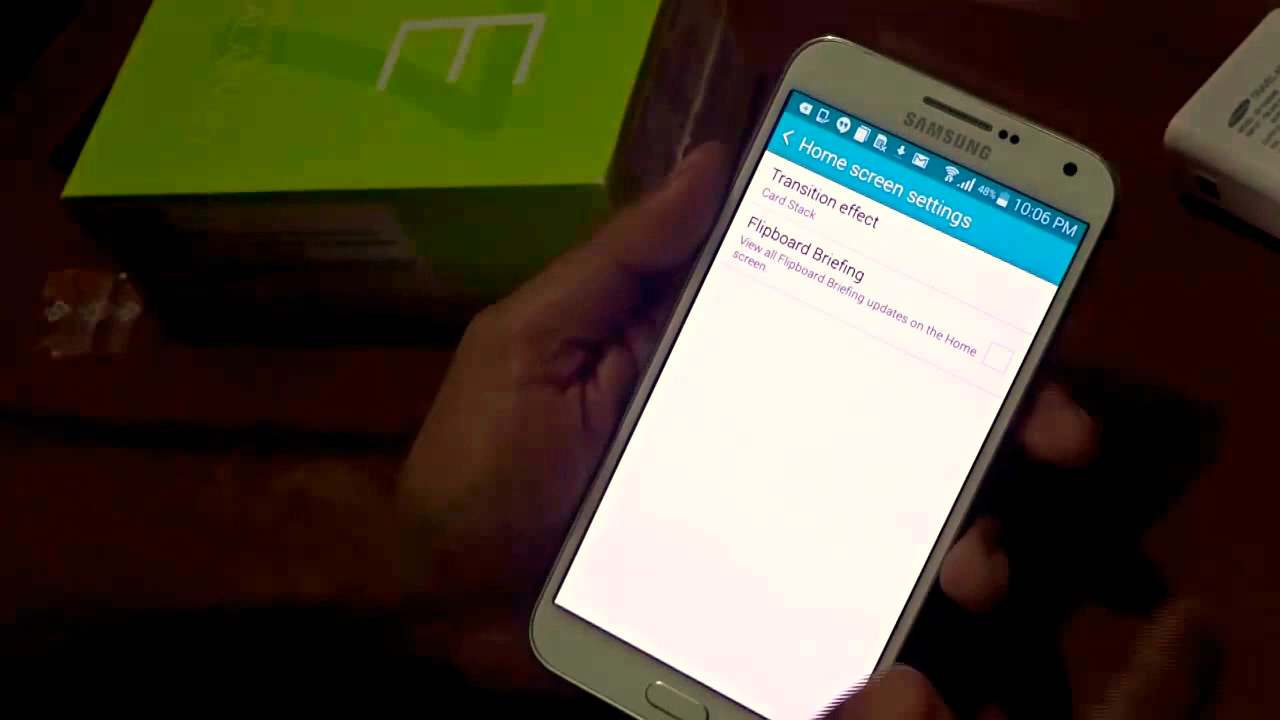 SAMSUNG
48% 10:06 PM
Home screen settings
Transition effect
Card Stack
Flipboard Briefing
View all Flipboard Briefing updates on the Home
screen.